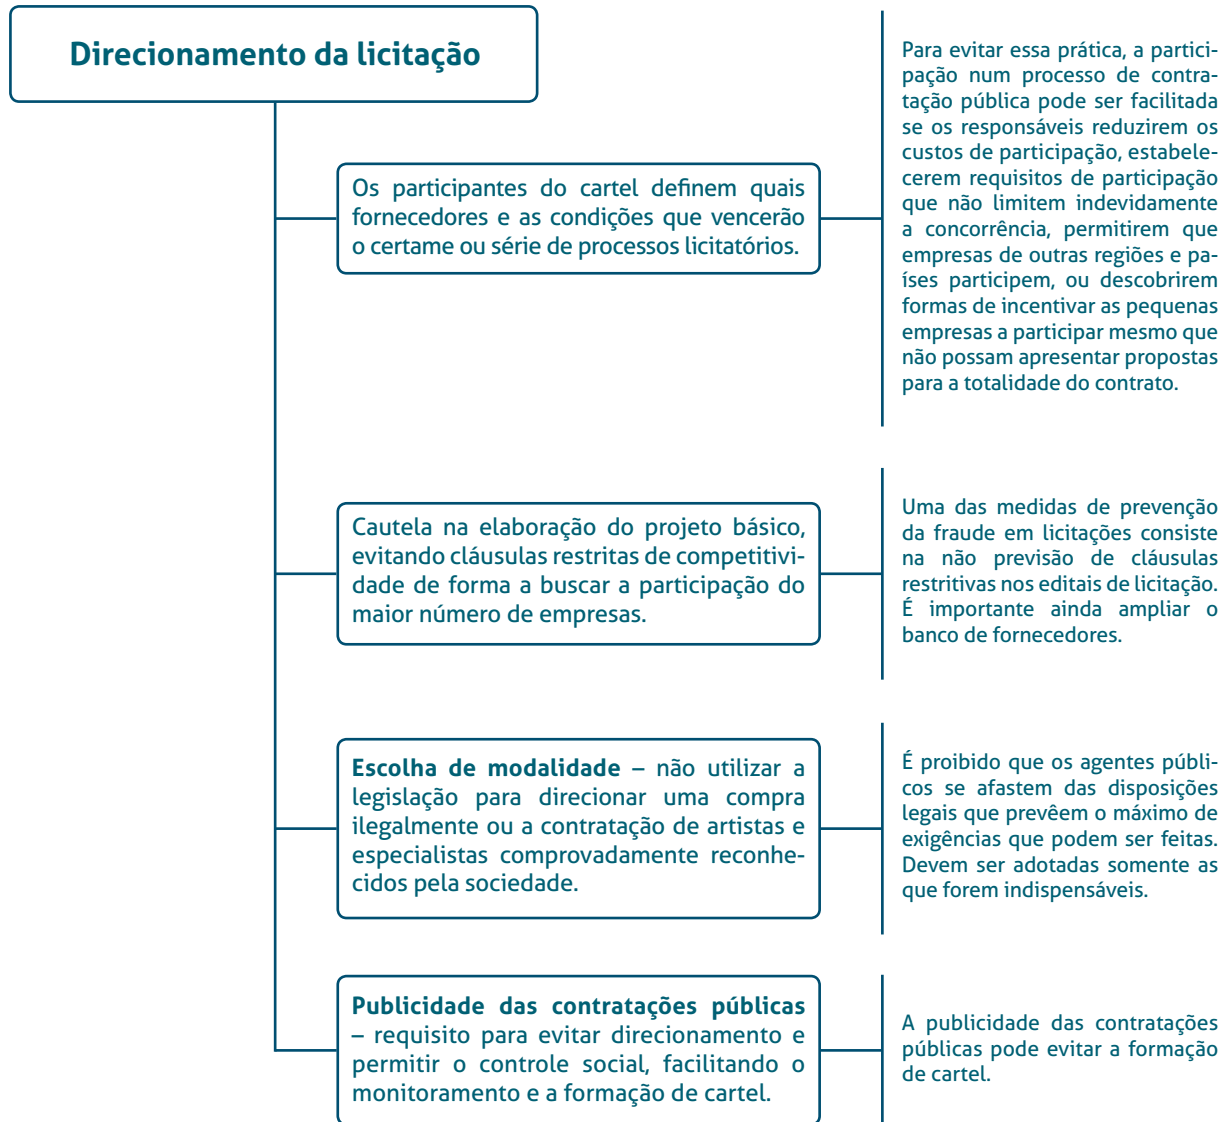 Direcionamento da licitação
Os participantes do cartel definem quais
fornecedores e as condições que vencerão
o certame ou série de processos licitatórios.
Para evitar essa prática, a partici-
pação num processo de contra-
tação pública pode ser facilitada
se os responsáveis reduzirem os
custos de participação, estabele-
cerem requisitos de participação
que não limitem indevidamente
a concorrência, permitirem que
empresas de outras regiões e pa-
íses participem, ou descobrirem
formas de incentivar as pequenas
empresas a participar mesmo que
não possam apresentar propostas
para a totalidade do contrato.
Cautela na elaboração do projeto básico,
evitando cláusulas restritas de competitivi-
dade de forma a buscar a participação do
maior número de empresas.
Uma das medidas de prevenção
da fraude em licitações consiste
na não previsão de cláusulas
restritivas nos editais de licitação.
É importante ainda ampliar o
banco de fornecedores.
Escolha de modalidade – não utilizar a
legislação para direcionar uma compra
ilegalmente ou a contratação de artistas e
especialistas comprovadamente reconhe-
cidos pela sociedade.
É proibido que os agentes públi-
cos se afastem das disposições
legais que prevêem o máximo de
exigências que podem ser feitas.
Devem ser adotadas somente as
que forem indispensáveis.
Publicidade das contratações públicas
– requisito para evitar direcionamento e
permitir o controle social, facilitando o
monitoramento e a formação de cartel.
A publicidade das contratações
públicas pode evitar a formação
de cartel.